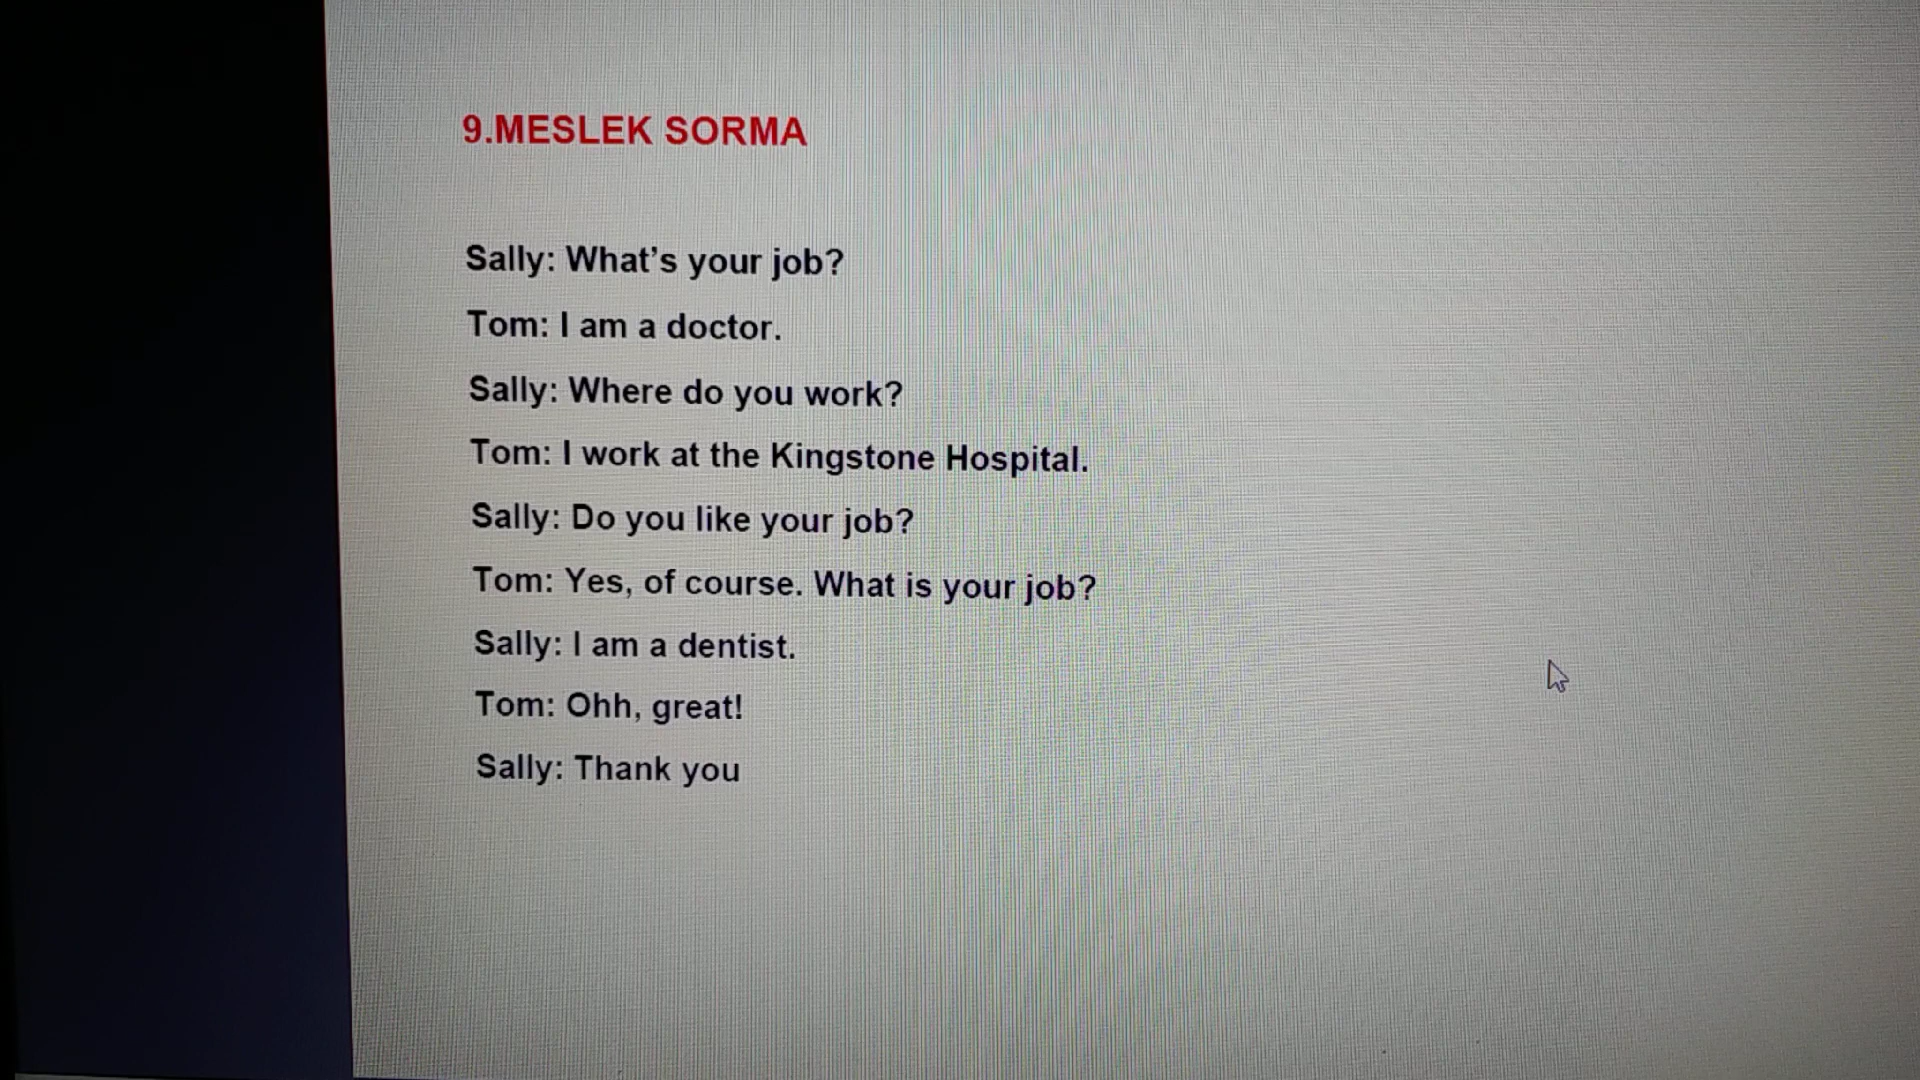 9.MESLEK SORMA
Sally: What’s your job?
Tom: I am a doctor.
Sally: Where do you work?
Tom: I work at the Kingstone Hospital.
Sally: Do you like your job?
Tom: Yes, of course. What is your job?
Sally: I am a dentist.
Tom: Ohh, great!
Sally: Thank you